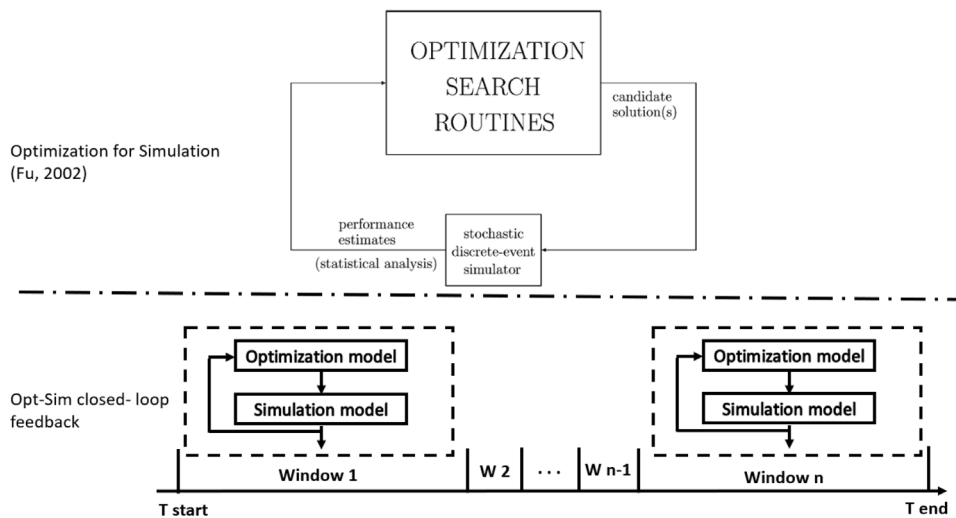 OPTIMIZATION
SEARCH
ROUTINES
candidate
solution(s)
Optimization for Simulation
(Fu, 2002)
performance
estimates
(statistical analysis)
stochastic
discrete-event
simulator
Optimization model
Simulation model
Optimization model
Simulation model
Opt-Sim closed- loop
feedback
Window 1
W 2
...
W n-1
Window n
T start
T end